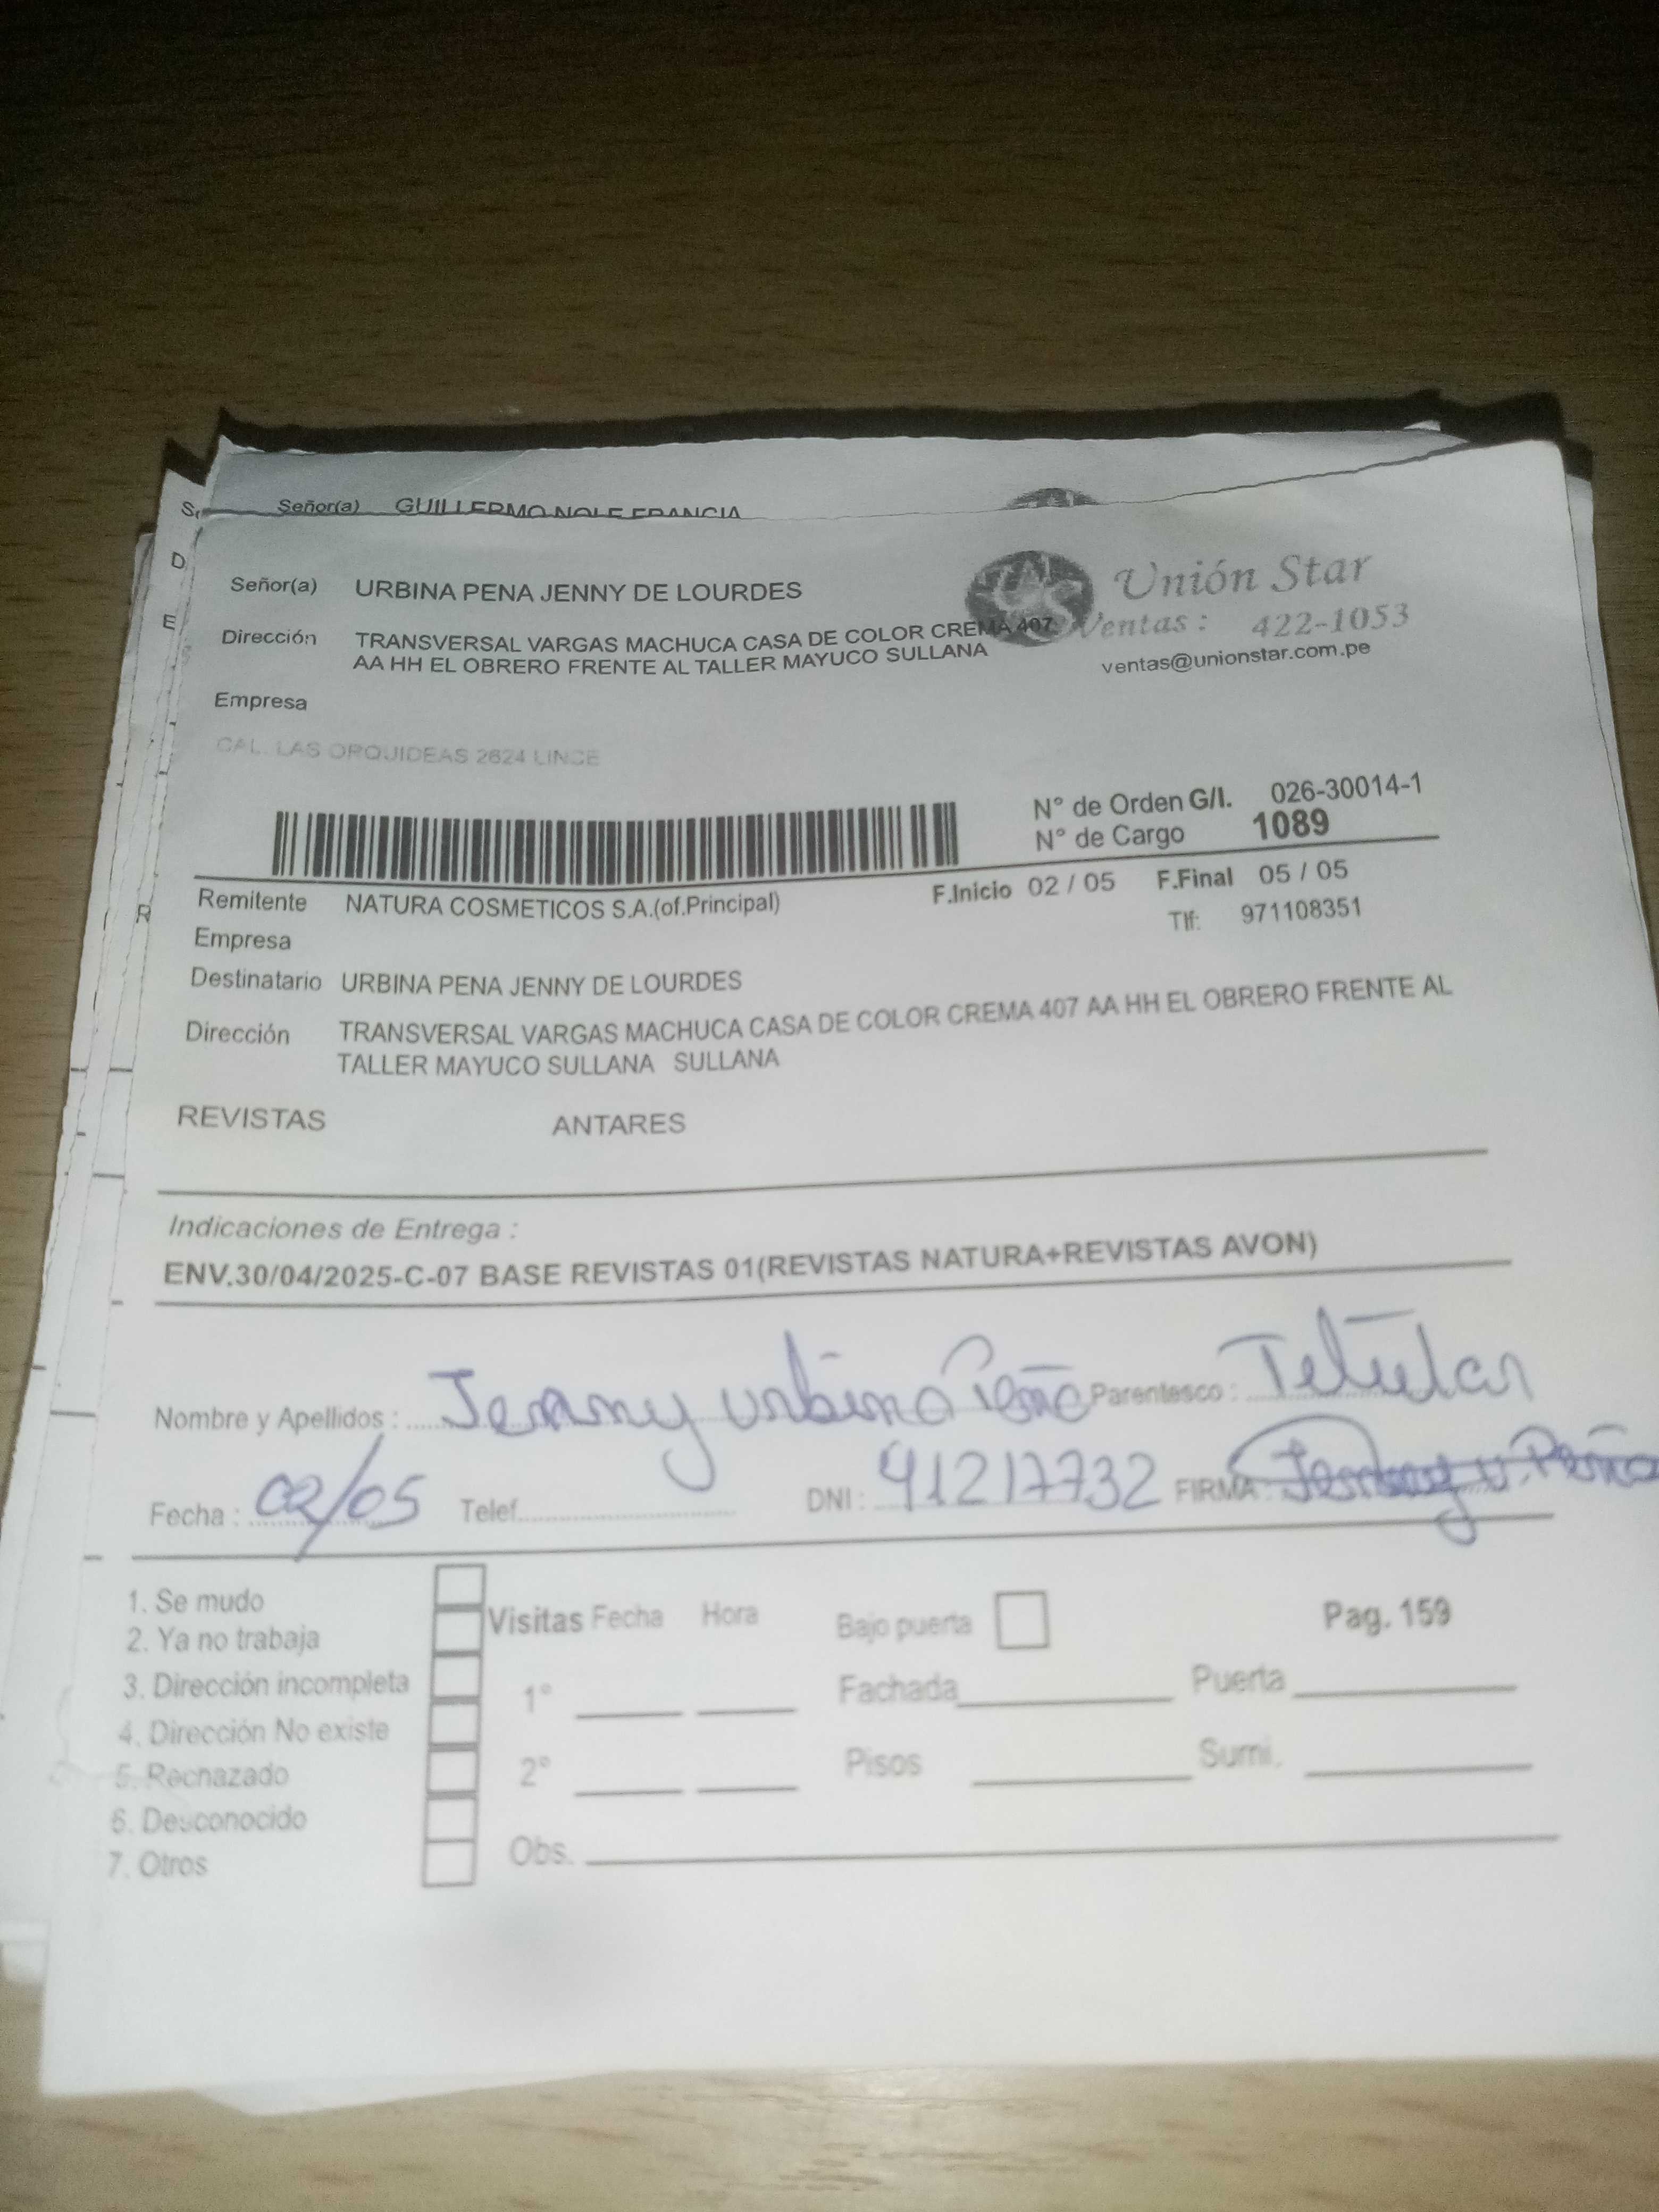 Señor(a) GUILLERMO NOLE FRANCIA
Señor(a) URBINA PENA JENNY DE LOURDES
Unión Star
Dirección TRANSVERSAL VARGAS MACHUCA CASA DE COLOR CREMA 407
Ventas : 422-1053
AA HH EL OBRERO FRENTE AL TALLER MAYUCO SULLANA
ventas@unionstar.com.pe
Empresa
CAL. LAS ORQUIDEAS 2624 LINCE
N° de Orden G/I. 026-30014-1
N° de Cargo 1089
Remitente NATURA COSMETICOS S.A.(of.Principal) F.Inicio 02 / 05 F.Final 05 / 05
Tlf: 971108351
Empresa
Destinatario URBINA PENA JENNY DE LOURDES
Dirección TRANSVERSAL VARGAS MACHUCA CASA DE COLOR CREMA 407 AA HH EL OBRERO FRENTE AL
TALLER MAYUCO SULLANA SULLANA
REVISTAS ANTARES
Indicaciones de Entrega :
ENV.30/04/2025-C-07 BASE REVISTAS 01(REVISTAS NATURA+REVISTAS AVON)
Nombre y Apellidos : Jenny Urbina Peña Parentesco : Titular
Fecha : 02/05 Telef. DNI : 41217732 FIRMA : Jenny U. Peña
1. Se mudo
2. Ya no trabaja
3. Dirección incompleta
4. Dirección No existe
5. Rechazado
6. Desconocido
7. Otros
Visitas Fecha Hora Bajo puerta Pag. 159
1° Fachada Puerta
2° Pisos Sumi.
Obs.